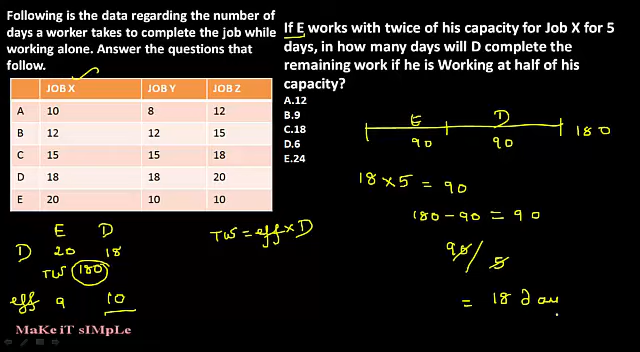 Following is the data regarding the number of
days a worker takes to complete the job while
working alone. Answer the questions that
follow.
JOB X JOB Y JOB Z
A 10 8 12
B 12 12 15
C 15 15 18
D 18 18 20
E 20 10 10
E D
D 20 18
TW 180
eff 9 10
MaKe iT sIMpLe
If E works with twice of his capacity for Job X for 5
days, in how many days will D complete the
remaining work if he is Working at half of his
capacity?
A.12
B.9
C.18
D.6
E.24
E D
90 90 180
18 × 5 = 90
180 - 90 = 90
TW = eff × D
90 / 5
= 18